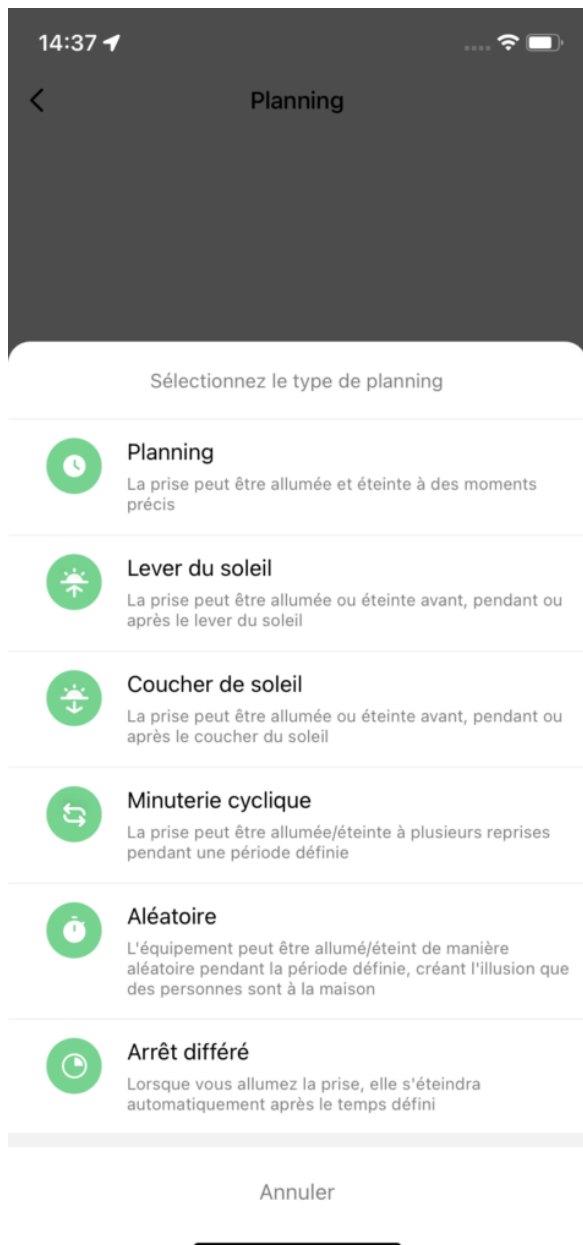 14:37
Planning
Sélectionnez le type de planning
Planning
La prise peut être allumée et éteinte à des moments
précis
Lever du soleil
La prise peut être allumée ou éteinte avant, pendant ou
après le lever du soleil
Coucher de soleil
La prise peut être allumée ou éteinte avant, pendant ou
après le coucher du soleil
Minuterie cyclique
La prise peut être allumée/éteinte à plusieurs reprises
pendant une période définie
Aléatoire
L'équipement peut être allumé/éteint de manière
aléatoire pendant la période définie, créant l'illusion que
des personnes sont à la maison
Arrêt différé
Lorsque vous allumez la prise, elle s'éteindra
automatiquement après le temps défini
Annuler